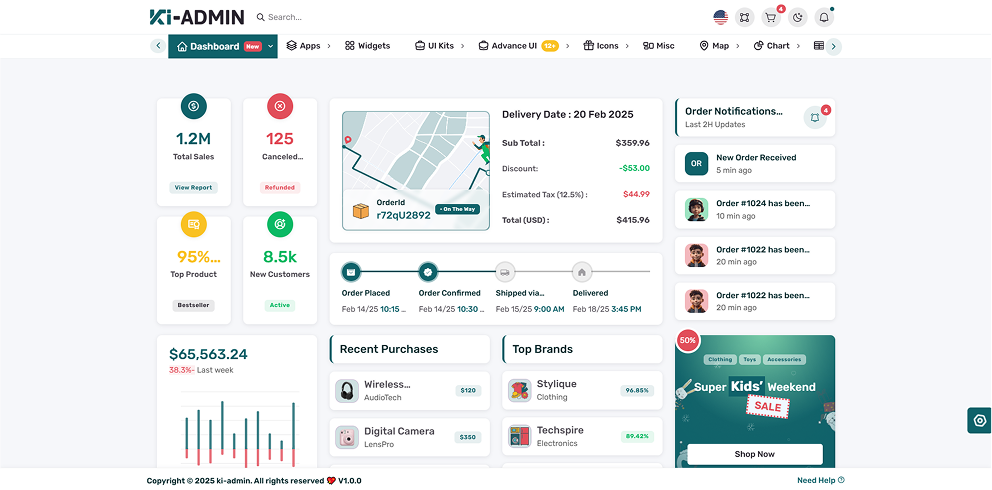 Ki-ADMIN
Search...
4
Dashboard New
Apps
Widgets
UI Kits
Advance UI 12+
Icons
Misc
Map
Chart
1.2M
Total Sales
View Report
125
Canceled...
Refunded
95%...
Top Product
Bestseller
8.5k
New Customers
Active
$65,563.24
38.3%- Last week
OrderId
r72qU2892
• On The Way
Delivery Date : 20 Feb 2025
Sub Total : $359.96
Discount: -$53.00
Estimated Tax (12.5%) : $44.99
Total (USD) : $415.96
Order Placed
Feb 14/25 10:15 ..
Order Confirmed
Feb 14/25 10:30 ..
Shipped via...
Feb 15/25 9:00 AM
Delivered
Feb 18/25 3:45 PM
Recent Purchases
Wireless...
AudioTech
$120
Digital Camera
LensPro
$350
Top Brands
Stylique
Clothing
96.85%
Techspire
Electronics
89.42%
Order Notifications...
Last 2H Updates
4
OR
New Order Received
5 min ago
Order #1024 has been...
10 min ago
Order #1022 has been...
20 min ago
Order #1022 has been...
20 min ago
50%
Clothing Toys Accessories
Super Kids' Weekend
SALE
Shop Now
Copyright © 2025 ki-admin. All rights reserved 💖 V1.0.0
Need Help